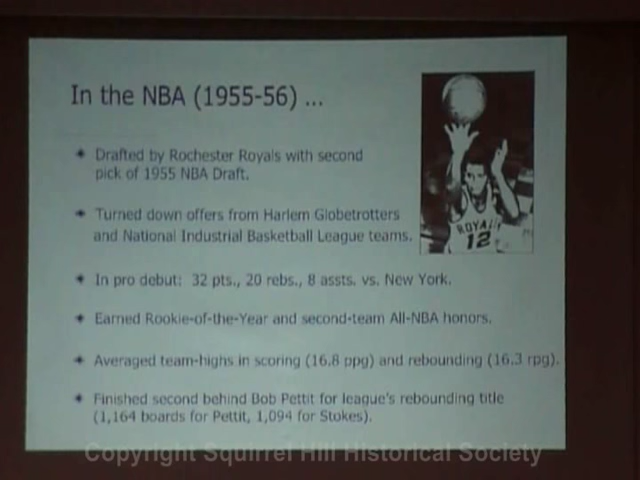 In the NBA (1955-56) ...
Drafted by Rochester Royals with second
pick of 1955 NBA Draft.
Turned down offers from Harlem Globetrotters
and National Industrial Basketball League teams.
ROYALS
12
In pro debut: 32 pts., 20 rebs., 8 assts. vs. New York.
Earned Rookie-of-the-Year and second-team All-NBA honors.
Averaged team-highs in scoring (16.8 ppg) and rebounding (16.3 rpg).
Finished second behind Bob Pettit for league's rebounding title
(1,164 boards for Pettit, 1,094 for Stokes).
Copyright Squirrel Hill Historical Society